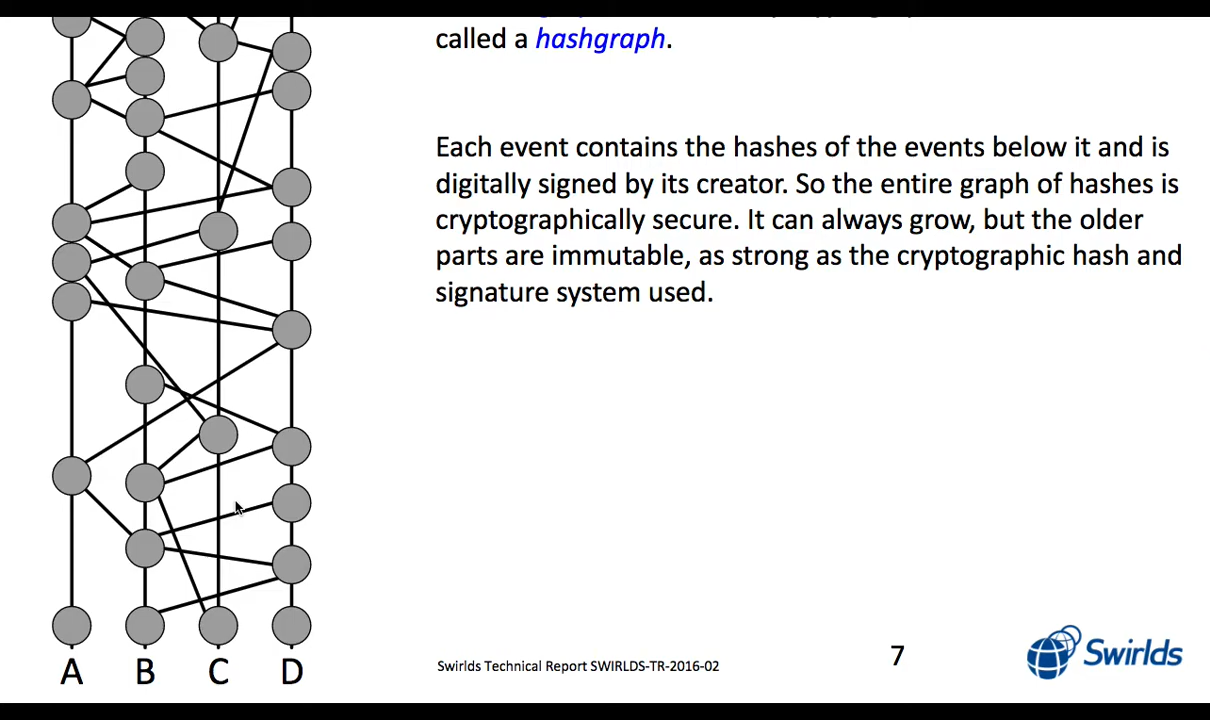 called a hashgraph.
Each event contains the hashes of the events below it and is
digitally signed by its creator. So the entire graph of hashes is
cryptographically secure. It can always grow, but the older
parts are immutable, as strong as the cryptographic hash and
signature system used.
A B C D
Swirlds Technical Report SWIRLDS-TR-2016-02
7
Swirlds